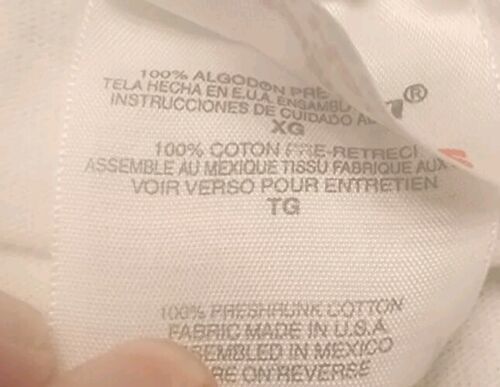 100% ALGODON PRE
TELA HECHA EN E.U.A. ENSAMBL
INSTRUCCIONES DE CUIDADO AL
XG
100% COTON PRE-RETRECI
ASSEMBLE AU MEXIQUE TISSU FABRIQUE AUX
VOIR VERSO POUR ENTRETIEN
TG
100% PRESHRUNK COTTON
FABRIC MADE IN U.S.A.
SEMBLED IN MEXICO
RE ON REVERSE